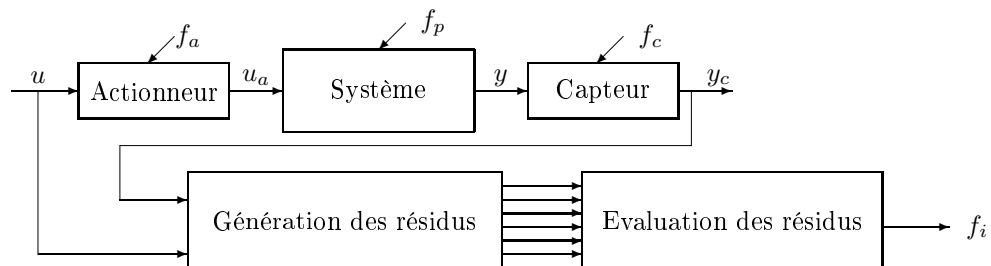 f_a
f_p
f_c
u
Actionneur
u_a
Système
y
Capteur
y_c
Génération des résidus
Evaluation des résidus
f_i